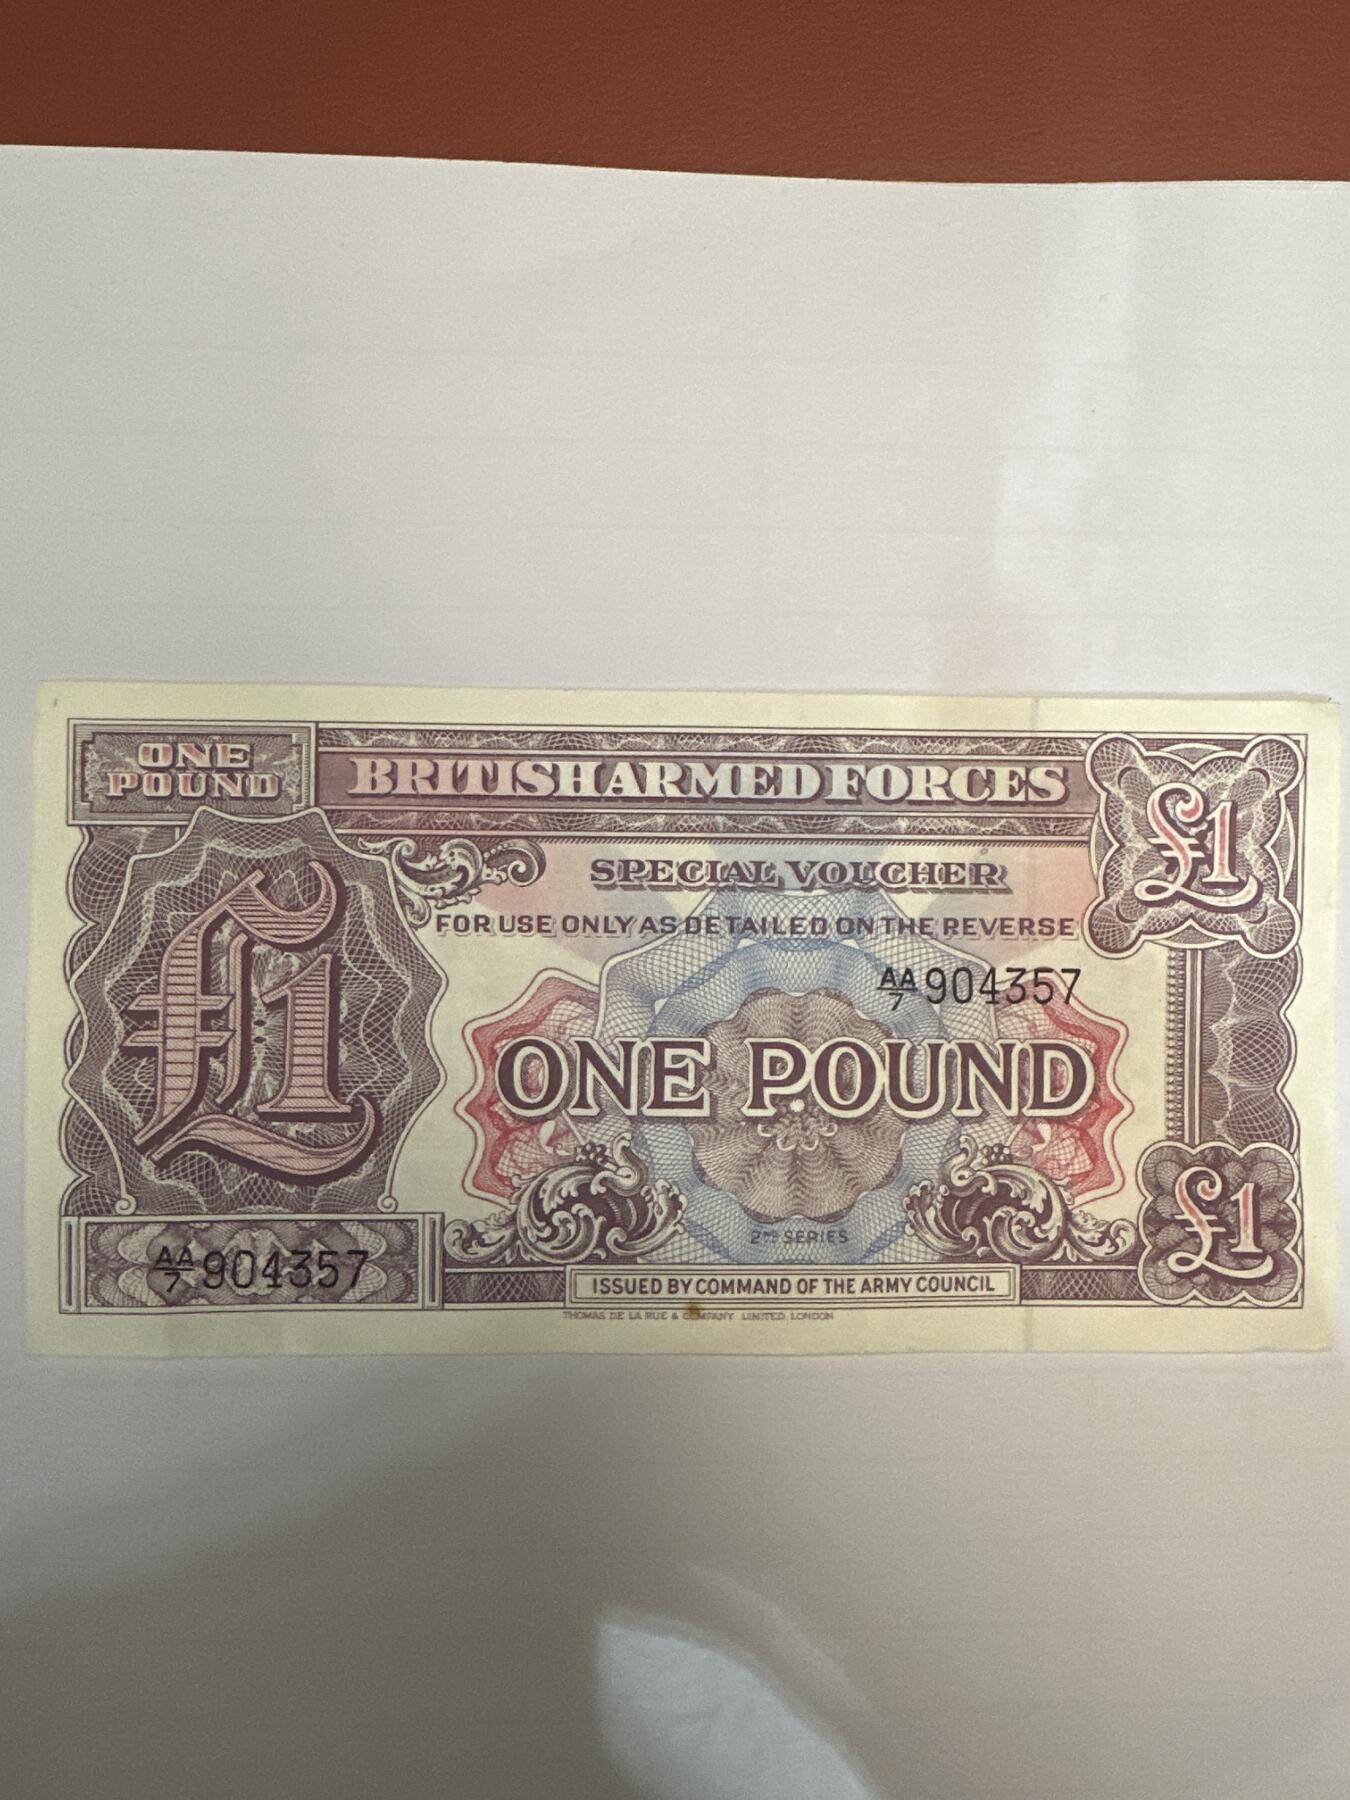 ONE
POUND
BRITISH ARMED FORCES
£1
SPECIAL VOUCHER
FOR USE ONLY AS DETAILED ON THE REVERSE
AA/7 904357
£1
ONE POUND
£1
2ND SERIES
AA/7 904357
ISSUED BY COMMAND OF THE ARMY COUNCIL
THOMAS DE LA RUE & COMPANY LIMITED. LONDON